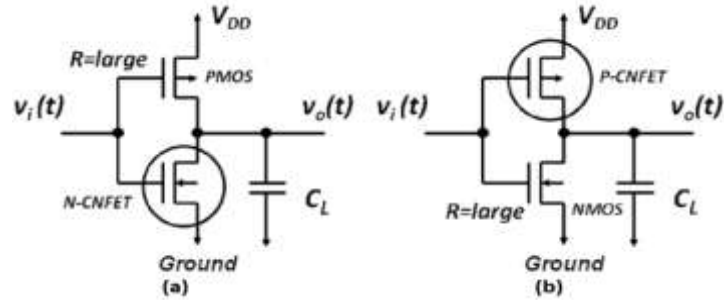 V_DD
R=large
PMOS
v_i(t)
v_o(t)
N-CNFET
C_L
Ground
(a)
V_DD
P-CNFET
v_i(t)
v_o(t)
R=large
NMOS
C_L
Ground
(b)